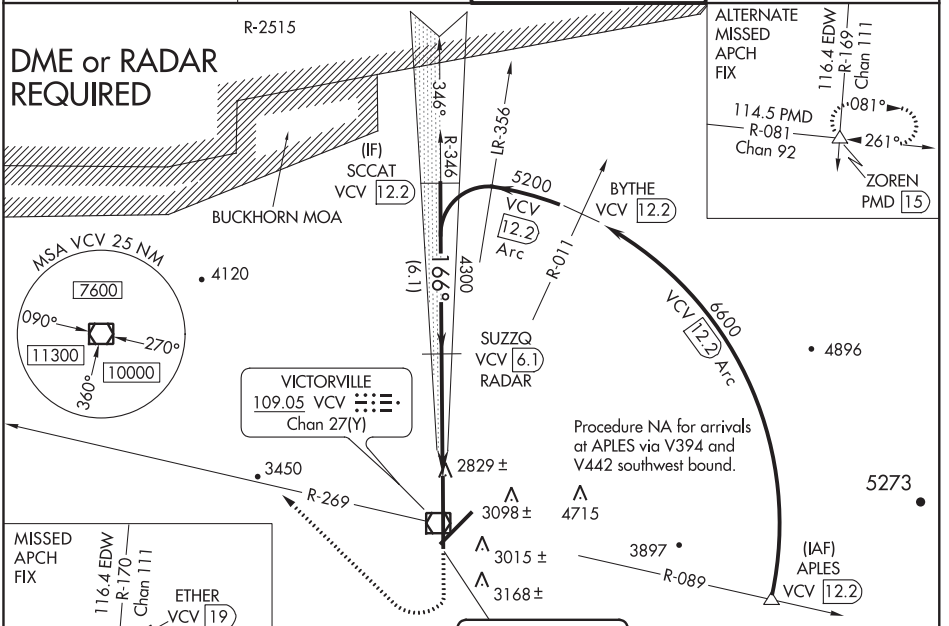 R-2515
DME or RADAR
REQUIRED
ALTERNATE
MISSED
APCH
FIX
116.4 EDW
R-169
Chan 111
081°
114.5 PMD
R-081
Chan 92
261°
ZOREN
PMD 15
346°
R-346
LR-356
(IF)
SCCAT
VCV 12.2
BUCKHORN MOA
5200
VCV
12.2
Arc
BYTHE
VCV 12.2
R-011
MSA VCV 25 NM
7600
090°
270°
11300
10000
360°
4120
166°
(6.1)
4300
6600
VCV 12.2 Arc
SUZZQ
VCV 6.1
RADAR
4896
VICTORVILLE
109.05 VCV
Chan 27(Y)
Procedure NA for arrivals
at APLES via V394 and
V442 southwest bound.
2829 ±
3450
R-269
3098 ±
4715
5273
3015 ±
3897
R-089
(IAF)
APLES
VCV 12.2
3168 ±
MISSED
APCH
FIX
116.4 EDW
R-170
Chan 111
ETHER
VCV 19